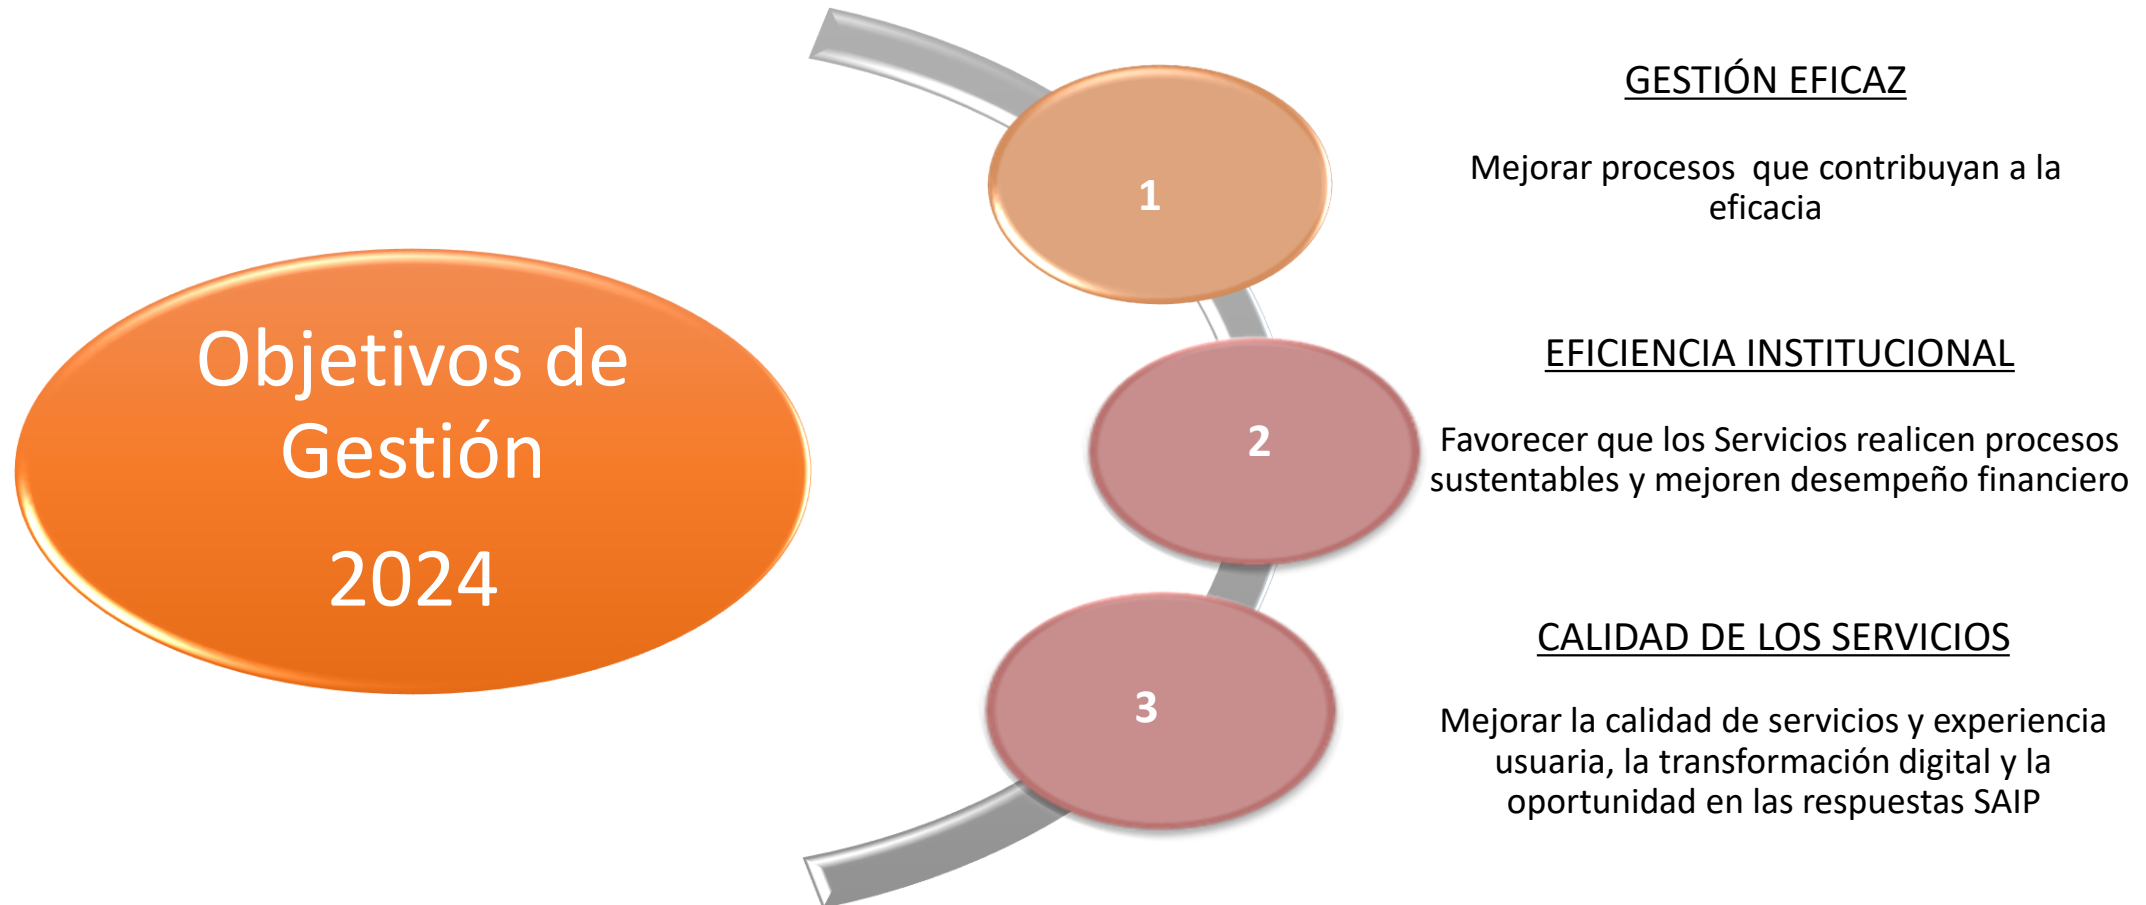 Objetivos de
Gestión
2024
1
GESTIÓN EFICAZ
Mejorar procesos  que contribuyan a la
eficacia
2
EFICIENCIA INSTITUCIONAL
Favorecer que los Servicios realicen procesos
sustentables y mejoren desempeño financiero
3
CALIDAD DE LOS SERVICIOS
Mejorar la calidad de servicios y experiencia
usuaria, la transformación digital y la
oportunidad en las respuestas SAIP